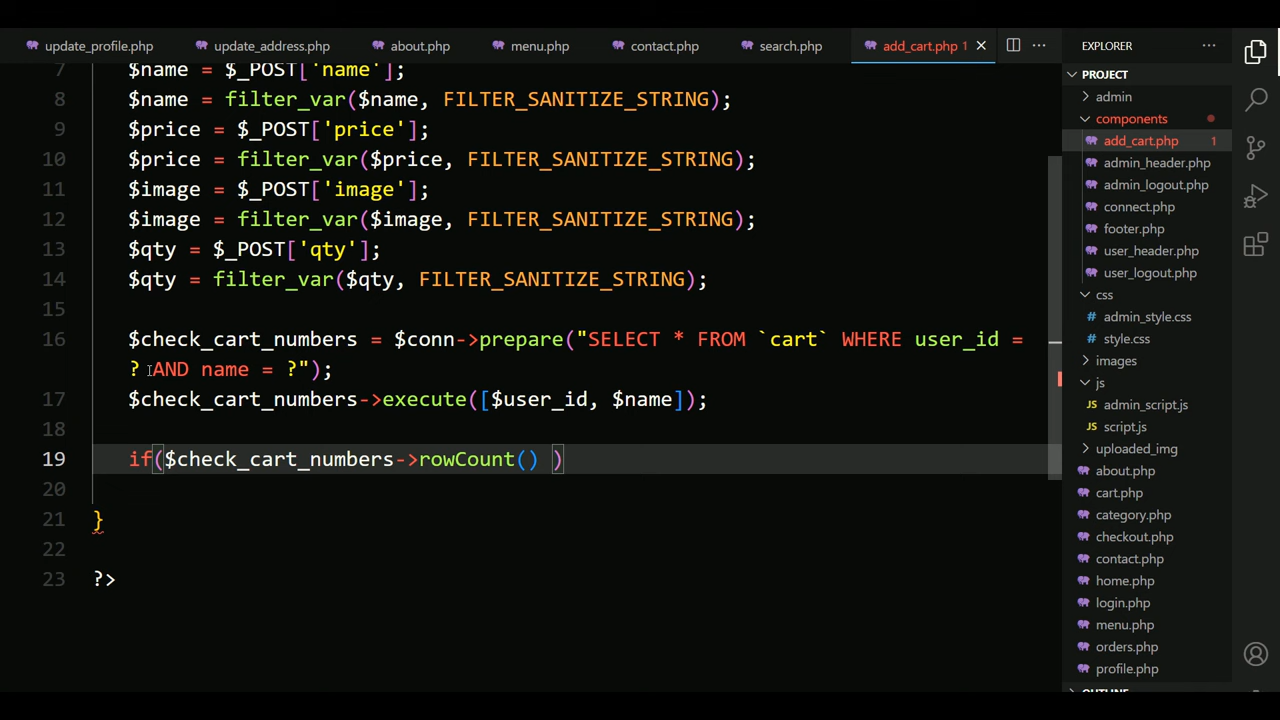 update_profile.php update_address.php about.php menu.php contact.php search.php add_cart.php 1 × ···
EXPLORER ···
7 $name = $_POST['name'];
8 $name = filter_var($name, FILTER_SANITIZE_STRING);
9 $price = $_POST['price'];
10 $price = filter_var($price, FILTER_SANITIZE_STRING);
11 $image = $_POST['image'];
12 $image = filter_var($image, FILTER_SANITIZE_STRING);
13 $qty = $_POST['qty'];
14 $qty = filter_var($qty, FILTER_SANITIZE_STRING);
15
16 $check_cart_numbers = $conn->prepare("SELECT * FROM `cart` WHERE user_id =
? AND name = ?");
17 $check_cart_numbers->execute([$user_id, $name]);
18
19 if($check_cart_numbers->rowCount() )
20
21 }
22
23 ?>
PROJECT
admin
components
add_cart.php 1
admin_header.php
admin_logout.php
connect.php
footer.php
user_header.php
user_logout.php
css
# admin_style.css
# style.css
images
js
JS admin_script.js
JS script.js
uploaded_img
about.php
cart.php
category.php
checkout.php
contact.php
home.php
login.php
menu.php
orders.php
profile.php
OUTLINE